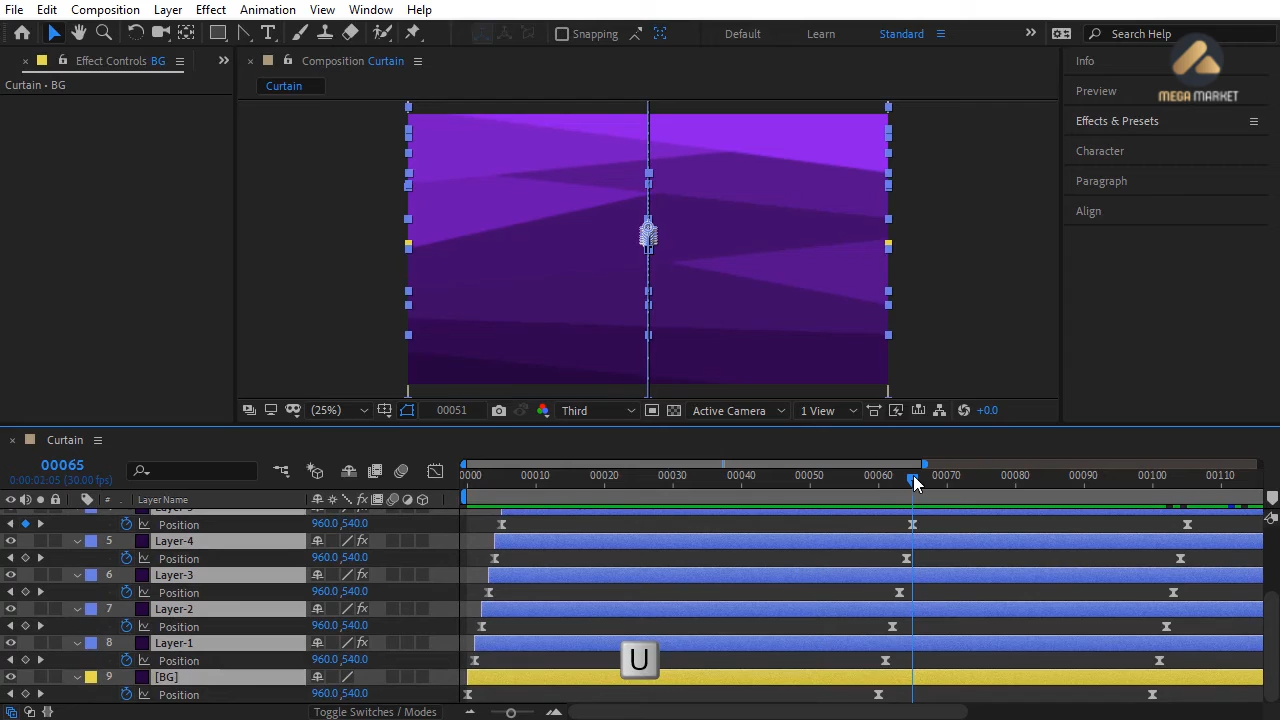 File Edit Composition Layer Effect Animation View Window Help
Snapping Default Learn Standard Search Help
MEGA MARKET
Effect Controls BG
Composition Curtain
Info
Curtain • BG
Curtain
Preview
Effects & Presets
Character
Paragraph
Align
(25%) 00051 Third Active Camera 1 View +0.0
Curtain
00065
0:00:02:05 (30.00 fps)
00000 00010 00020 00030 00040 00050 00060 00070 00080 00090 00100 00110
# Layer Name
Position 960.0,540.0
5 Layer-4
Position 960.0,540.0
6 Layer-3
Position 960.0,540.0
7 Layer-2
Position 960.0,540.0
8 Layer-1
Position 960.0,540.0
U
9 [BG]
Position 960.0,540.0
Toggle Switches / Modes